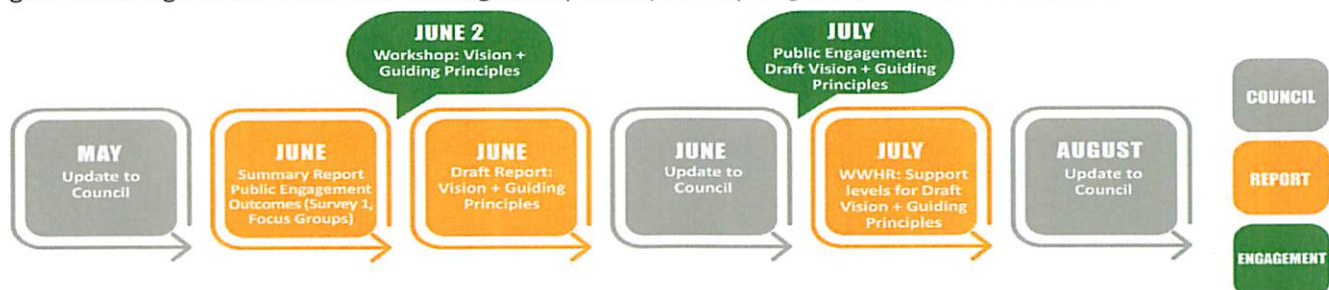 JUNE 2
Workshop: Vision +
Guiding Principles
JULY
Public Engagement:
Draft Vision + Guiding
Principles
MAY
Update to
Council
JUNE
Summary Report
Public Engagement
Outcomes (Survey 1,
Focus Groups)
JUNE
Draft Report:
Vision + Guiding
Principles
JUNE
Update to
Council
JULY
WWHR: Support
levels for Draft
Vision + Guiding
Principles
AUGUST
Update to
Council
COUNCIL
REPORT
ENGAGEMENT